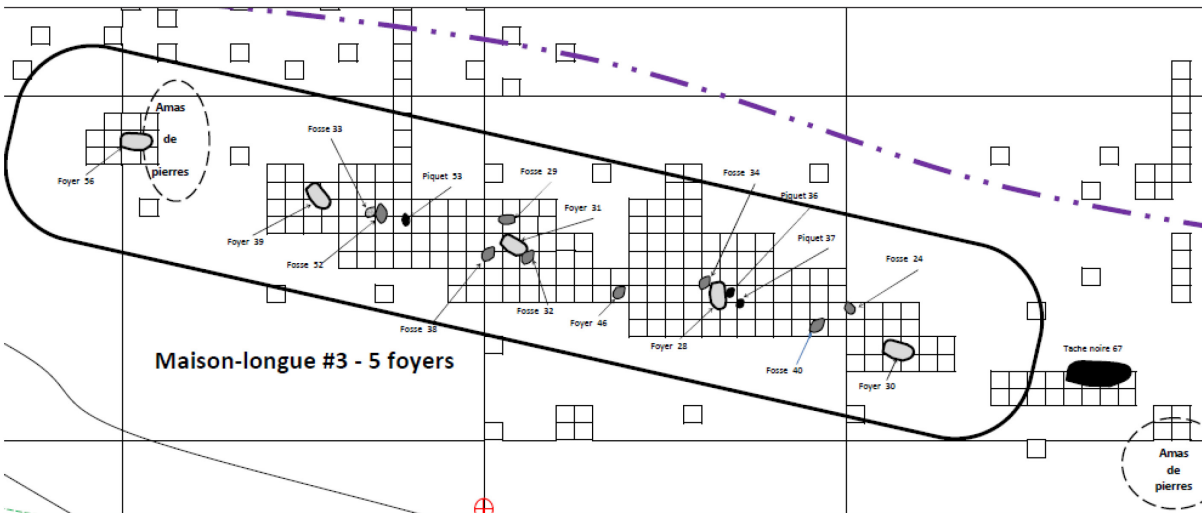 Amas
de
pierres
Foyer 56
Fosse 33
Piquet 53
Fosse 29
Foyer 31
Fosse 34
Piquet 36
Piquet 37
Fosse 24
Foyer 39
Fosse 52
Fosse 38
Fosse 32
Foyer 46
Foyer 28
Fosse 40
Foyer 30
Tache noire 67
Maison-longue #3 - 5 foyers
Amas
de
pierres